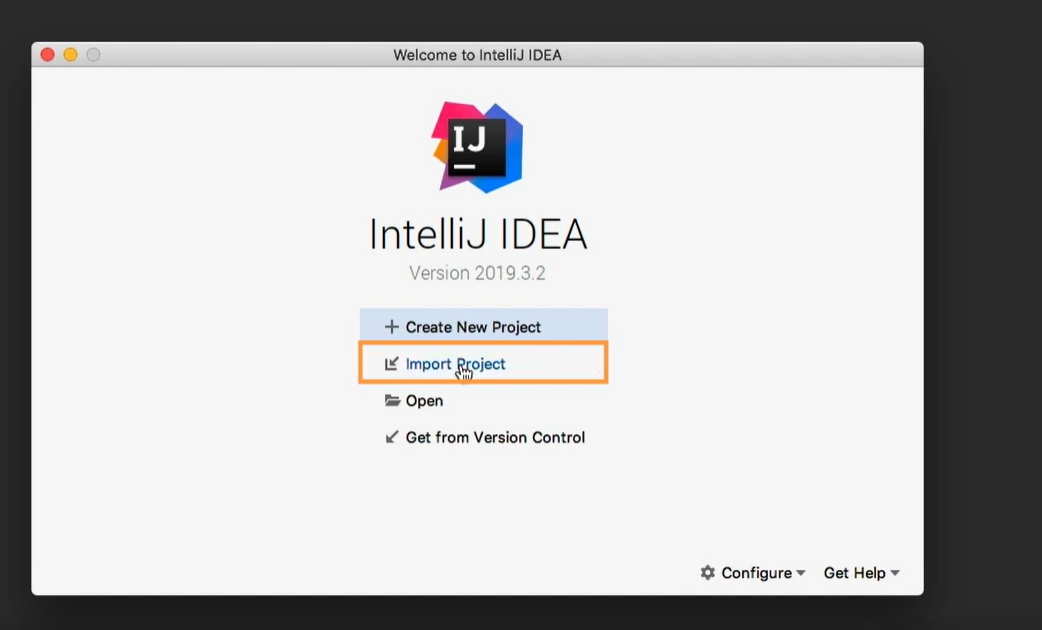 Welcome to IntelliJ IDEA
IJ
IntelliJ IDEA
Version 2019.3.2
Create New Project
Import Project
Open
Get from Version Control
Configure Get Help